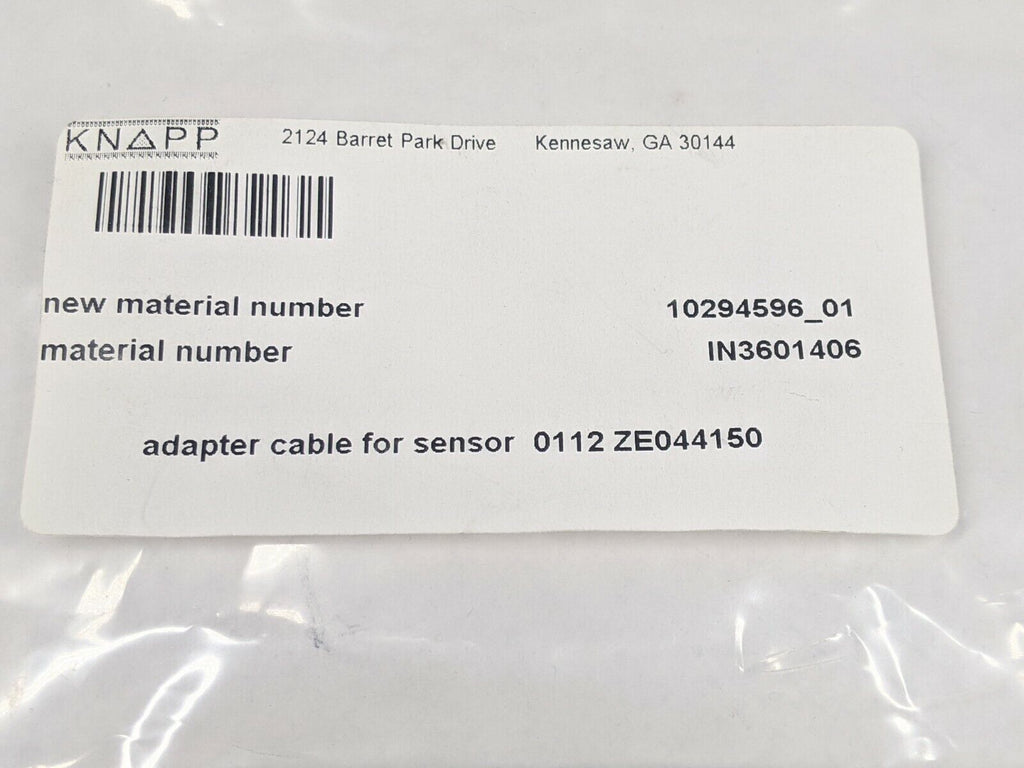 KNAPP 2124 Barret Park Drive Kennesaw, GA 30144
new material number 10294596_01
material number IN3601406
adapter cable for sensor 0112 ZE044150